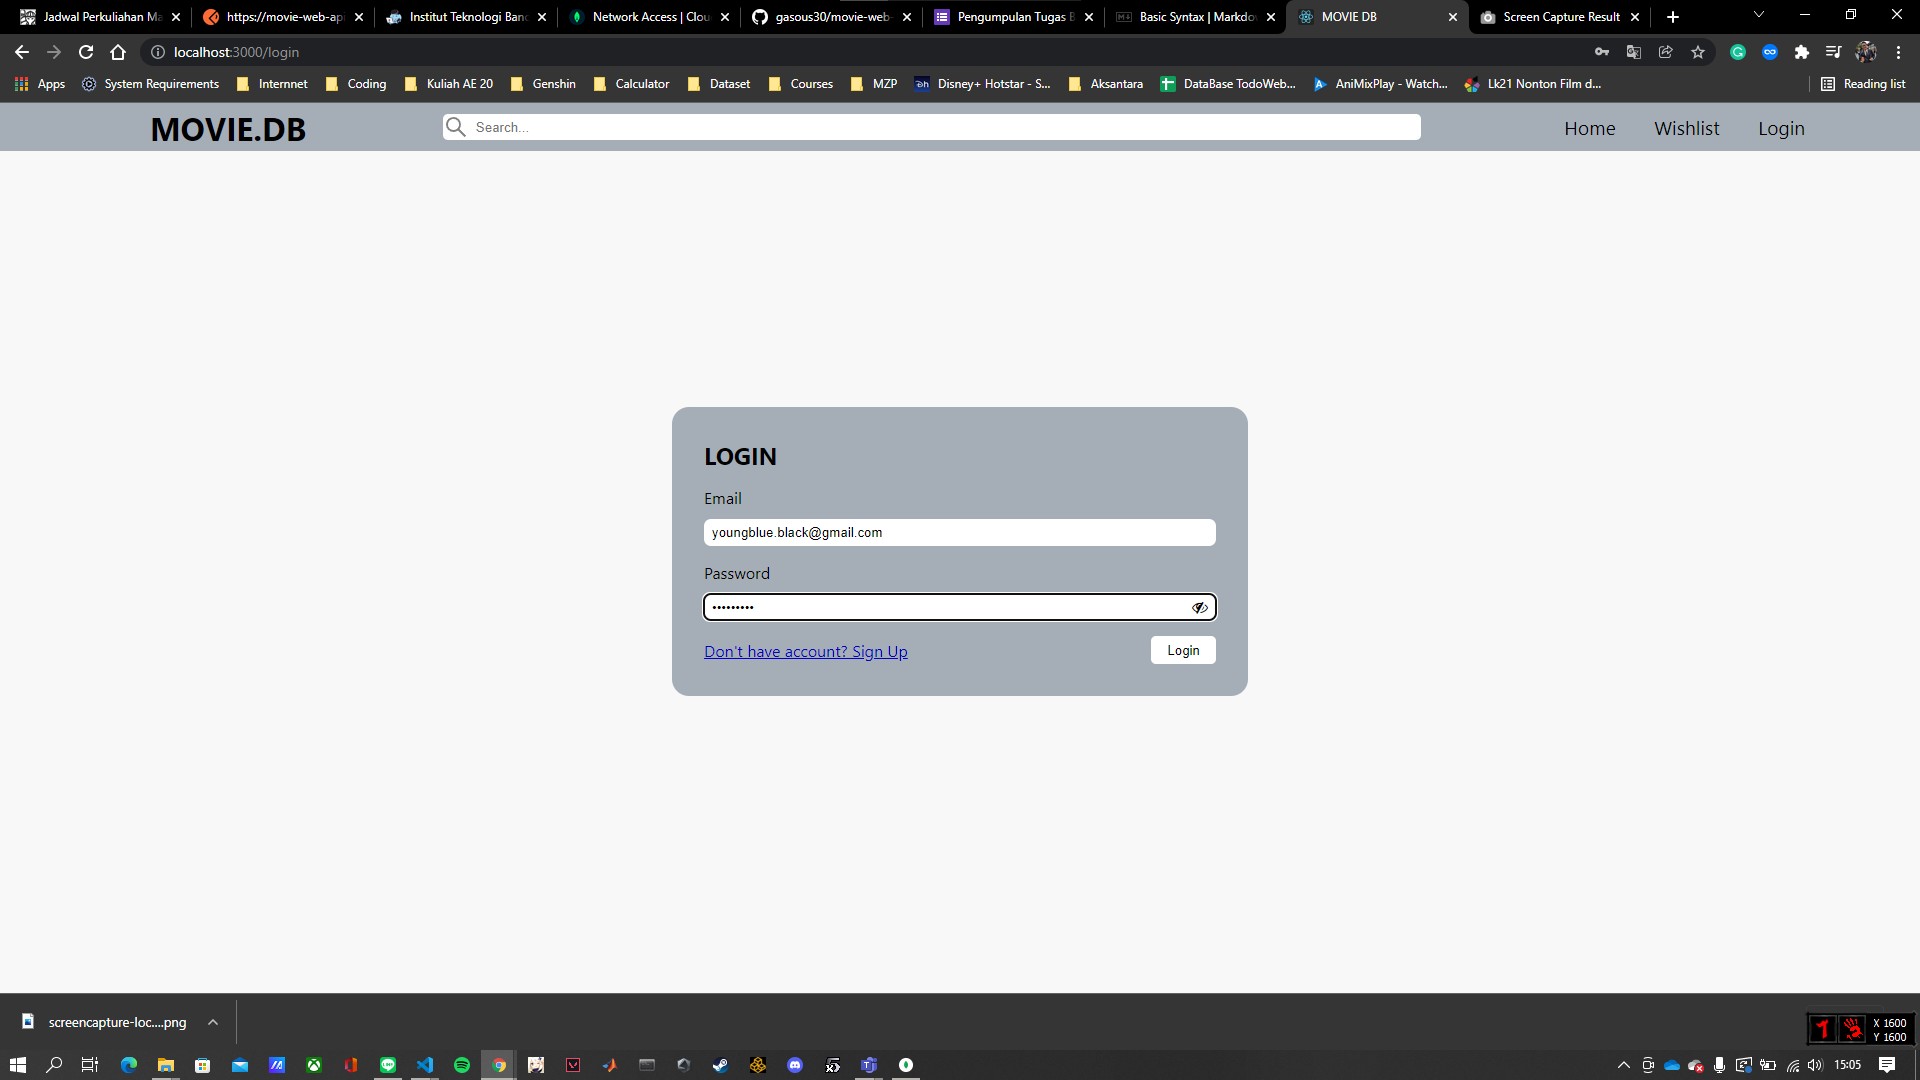 Jadwal Perkuliahan Ma
https://movie-web-ap
Institut Teknologi Ban
Network Access | Clou
gasous30/movie-web-
Pengumpulan Tugas B
Basic Syntax | Markdo
MOVIE DB
Screen Capture Result
localhost:3000/login
Apps
System Requirements
Internet
Coding
Kuliah AE 20
Genshin
Calculator
Dataset
Courses
MZP
Disney+ Hotstar - S...
Aksantara
DataBase TodoWeb...
AniMixPlay - Watch...
Lk21 Nonton Film d...
Reading list
MOVIE.DB
Search...
Home
Wishlist
Login
LOGIN
Email
youngblue.black@gmail.com
Password
•••••••••
Don't have account? Sign Up
Login
screencapture-loc....png
X 1600
Y 1600
15:05